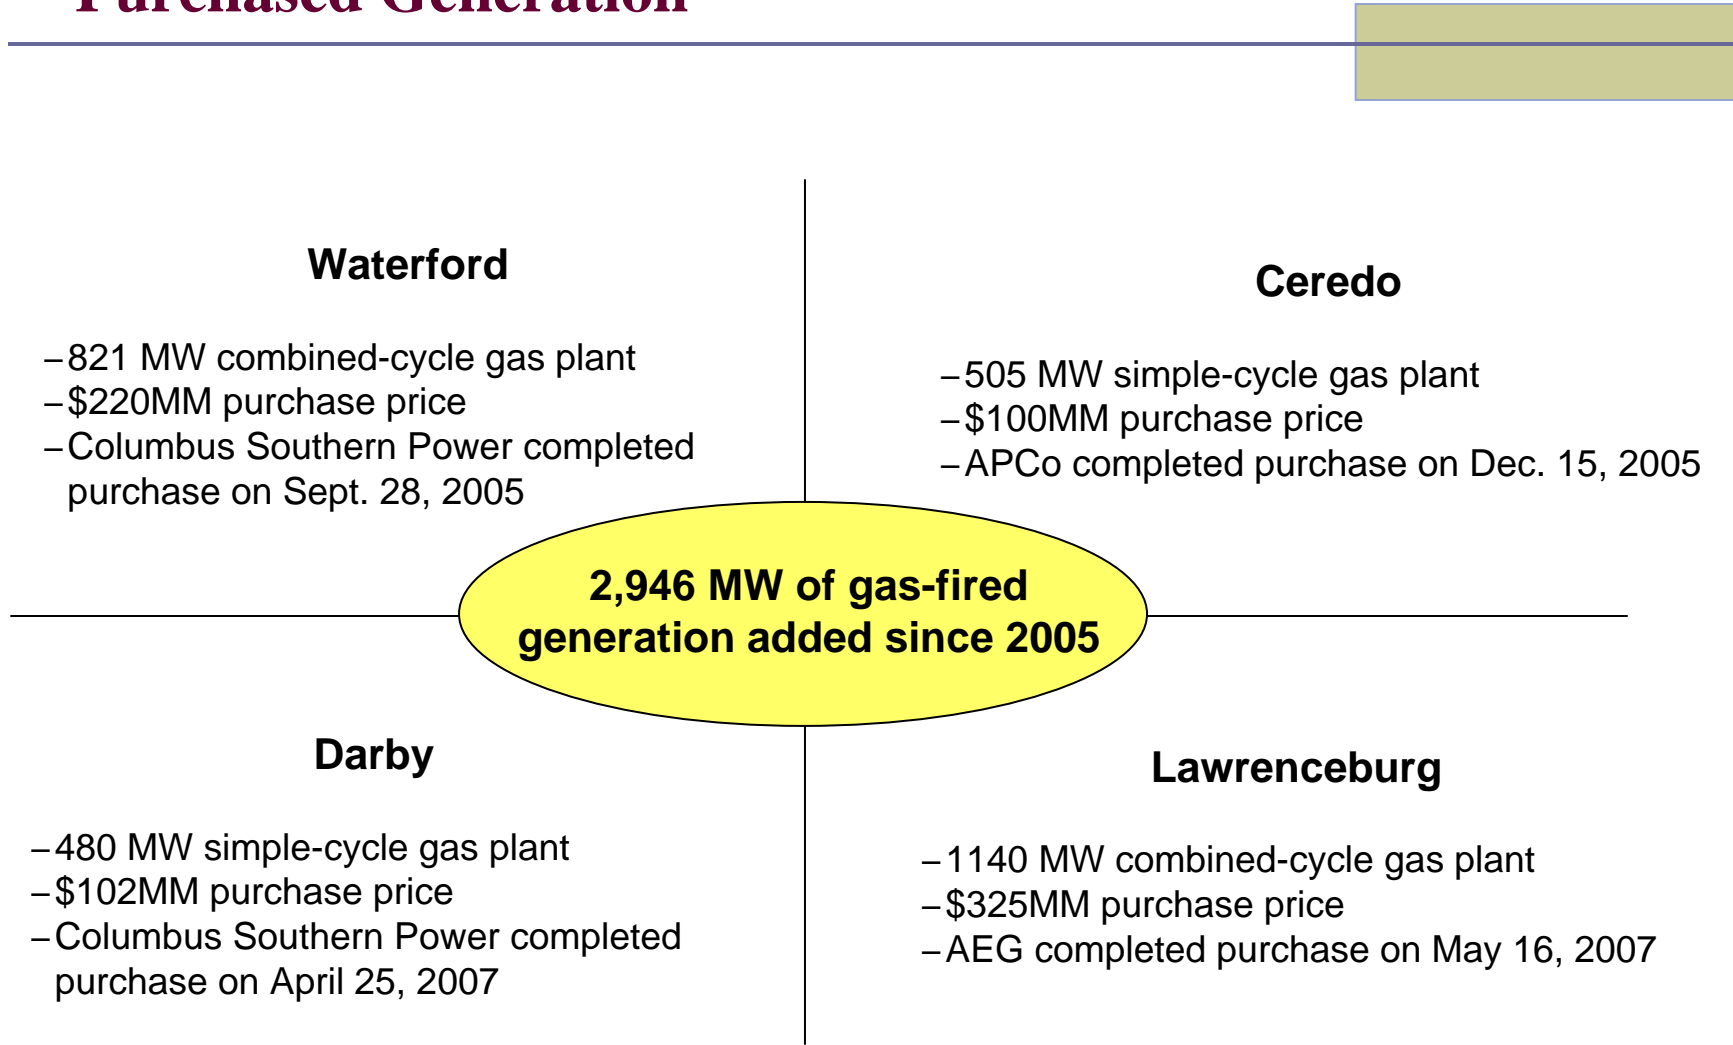 Purchased Generation
Waterford
–821 MW combined-cycle gas plant
–$220MM purchase price
–Columbus Southern Power completed
purchase on Sept. 28, 2005
Ceredo
–505 MW simple-cycle gas plant
–$100MM purchase price
–APCo completed purchase on Dec. 15, 2005
2,946 MW of gas-fired
generation added since 2005
Darby
–480 MW simple-cycle gas plant
–$102MM purchase price
–Columbus Southern Power completed
purchase on April 25, 2007
Lawrenceburg
–1140 MW combined-cycle gas plant
–$325MM purchase price
–AEG completed purchase on May 16, 2007